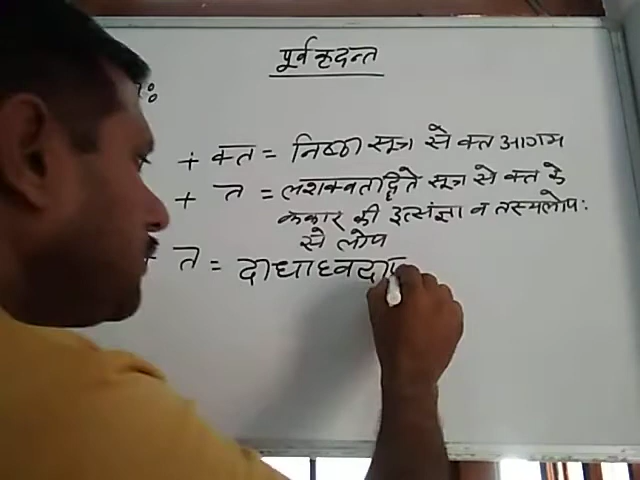 पूर्वकृदन्त
+ क्त = निष्ठा सूत्र से क्त आगम
+ त = लशक्वतद्धिते सूत्र से क्त के
ककार की इत्संज्ञा व तस्यलोपः
से लोप
+ त = दाधाध्वदाप